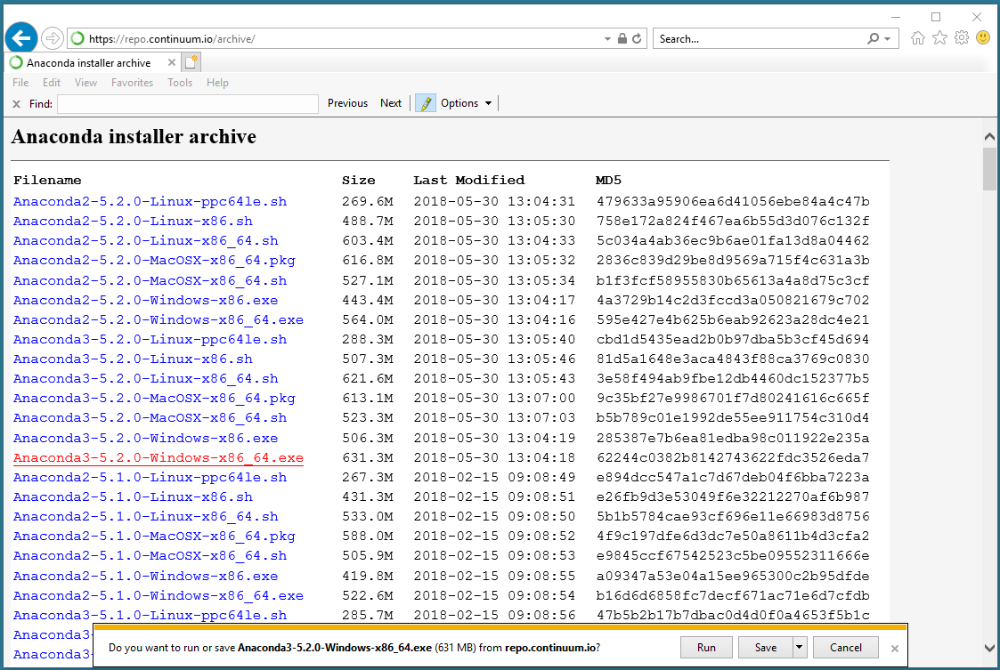 https://repo.continuum.io/archive/ Search...
Anaconda installer archive
File Edit View Favorites Tools Help
x Find: Previous Next Options
Anaconda installer archive
Filename Size Last Modified MD5
Anaconda2-5.2.0-Linux-ppc64le.sh 269.6M 2018-05-30 13:04:31 479633a95906ea6d41056ebe84a4c47b
Anaconda2-5.2.0-Linux-x86.sh 488.7M 2018-05-30 13:05:30 758e172a824f467ea6b55d3d076c132f
Anaconda2-5.2.0-Linux-x86_64.sh 603.4M 2018-05-30 13:04:33 5c034a4ab36ec9b6ae01fa13d8a04462
Anaconda2-5.2.0-MacOSX-x86_64.pkg 616.8M 2018-05-30 13:05:32 2836c839d29be8d9569a715f4c631a3b
Anaconda2-5.2.0-MacOSX-x86_64.sh 527.1M 2018-05-30 13:05:34 b1f3fcf58955830b65613a4a8d75c3cf
Anaconda2-5.2.0-Windows-x86.exe 443.4M 2018-05-30 13:04:17 4a3729b14c2d3fccd3a050821679c702
Anaconda2-5.2.0-Windows-x86_64.exe 564.0M 2018-05-30 13:04:16 595e427e4b625b6eab92623a28dc4e21
Anaconda3-5.2.0-Linux-ppc64le.sh 288.3M 2018-05-30 13:05:40 cbd1d5435ead2b0b97dba5b3cf45d694
Anaconda3-5.2.0-Linux-x86.sh 507.3M 2018-05-30 13:05:46 81d5a1648e3aca4843f88ca3769c0830
Anaconda3-5.2.0-Linux-x86_64.sh 621.6M 2018-05-30 13:05:43 3e58f494ab9fbe12db4460dc152377b5
Anaconda3-5.2.0-MacOSX-x86_64.pkg 613.1M 2018-05-30 13:07:00 9c35bf27e9986701f7d80241616c665f
Anaconda3-5.2.0-MacOSX-x86_64.sh 523.3M 2018-05-30 13:07:03 b5b789c01e1992de55ee911754c310d4
Anaconda3-5.2.0-Windows-x86.exe 506.3M 2018-05-30 13:04:19 285387e7b6ea81edba98c011922e235a
Anaconda3-5.2.0-Windows-x86_64.exe 631.3M 2018-05-30 13:04:18 62244c0382b8142743622fdc3526eda7
Anaconda2-5.1.0-Linux-ppc64le.sh 267.3M 2018-02-15 09:08:49 e894dcc547a1c7d67deb04f6bba7223a
Anaconda2-5.1.0-Linux-x86.sh 431.3M 2018-02-15 09:08:51 e26fb9d3e53049f6e32212270af6b987
Anaconda2-5.1.0-Linux-x86_64.sh 533.0M 2018-02-15 09:08:50 5b1b5784cae93cf696e11e66983d8756
Anaconda2-5.1.0-MacOSX-x86_64.pkg 588.0M 2018-02-15 09:08:52 4f9c197dfe6d3dc7e50a8611b4d3cfa2
Anaconda2-5.1.0-MacOSX-x86_64.sh 505.9M 2018-02-15 09:08:53 e9845ccf67542523c5be09552311666e
Anaconda2-5.1.0-Windows-x86.exe 419.8M 2018-02-15 09:08:55 a09347a53e04a15ee965300c2b95dfde
Anaconda2-5.1.0-Windows-x86_64.exe 522.6M 2018-02-15 09:08:54 b16d6d6858fc7decf671ac71e6d7cfdb
Anaconda3-5.1.0-Linux-ppc64le.sh 285.7M 2018-02-15 09:08:56 47b5b2b17b7dbac0d4d0f0a4653f5b1c
Anaconda3-
Anaconda3-
Do you want to run or save Anaconda3-5.2.0-Windows-x86_64.exe (631 MB) from repo.continuum.io? Run Save Cancel x